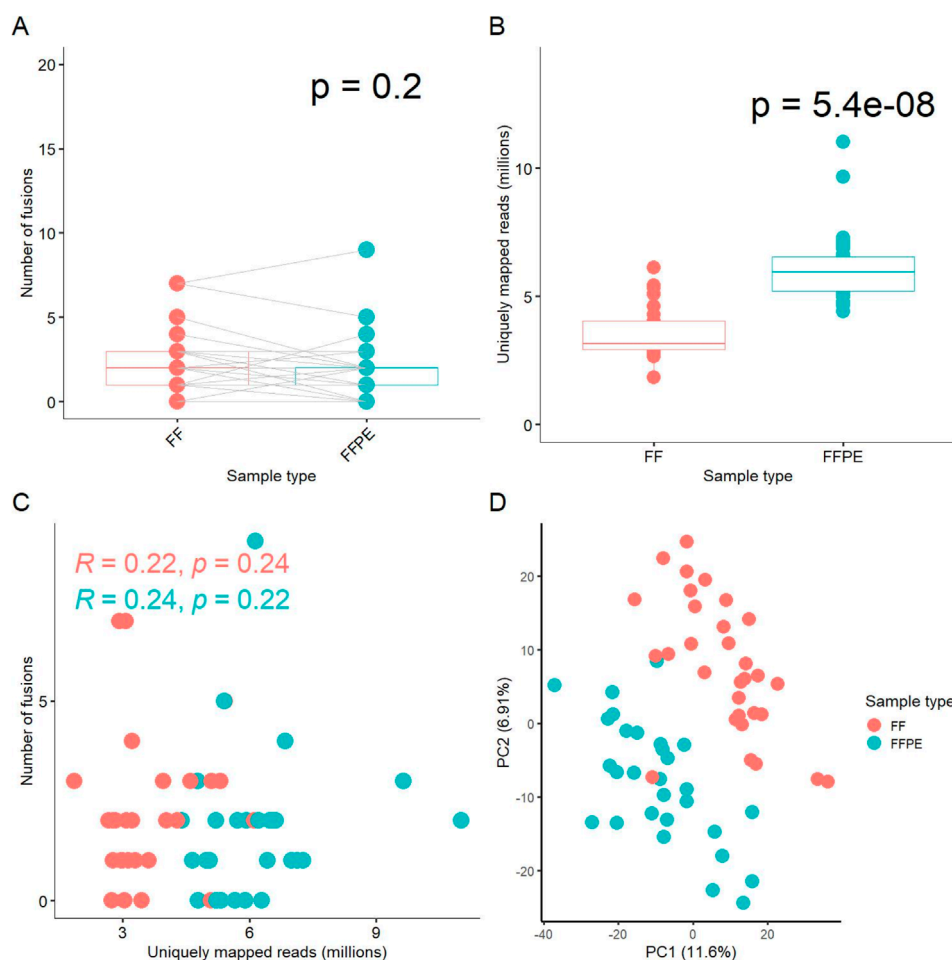 A
20
15
10
5
0
Number of fusions
p = 0.2
FF
FFPE
Sample type
B
10
5
0
Uniquely mapped reads (millions)
p = 5.4e-08
FF
FFPE
Sample type
C
R = 0.22, p = 0.24
R = 0.24, p = 0.22
5
0
Number of fusions
3
6
9
Uniquely mapped reads (millions)
D
20
10
0
-10
-20
PC2 (6.91%)
-40
-20
0
20
PC1 (11.6%)
Sample type
FF
FFPE